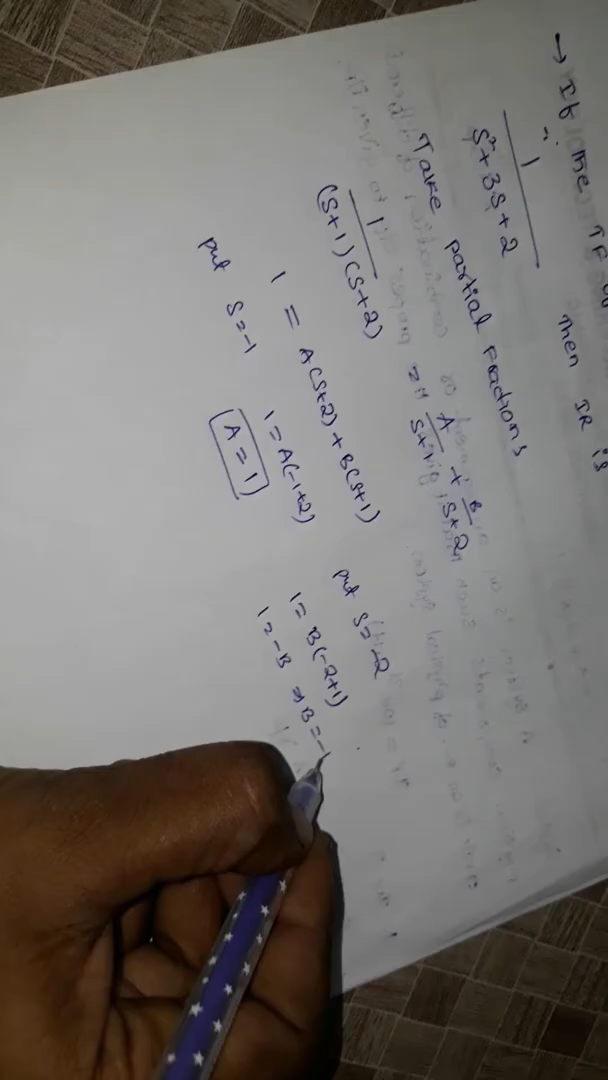 → If the TF
1
S²+3S+2
Then IR is
Take partial fractions
1
(S+1)(S+2)
= A
S+1
+ B
S+2
1 = A(S+2) + B(S+1)
put S=-1
1=A(-1+2)
A=1
put S=-2
1= B(-2+1)
1=-B ⇒ B=-1